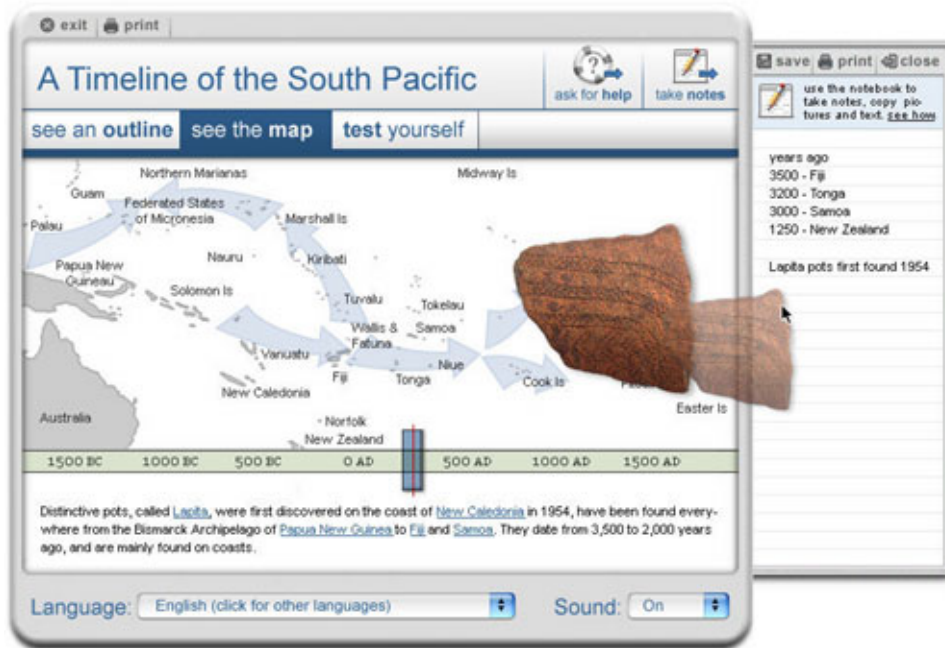 exit print
A Timeline of the South Pacific
ask for help take notes
see an outline see the map test yourself
Northern Marianas
Midway Is
Guam
Federated States
of Micronesia
Marshall Is
Palau
Nauru
Kiribati
Papua New
Guineau
Solomon Is
Tuvalu
Tokelau
Wallis &
Fatuna
Samoa
Vanuatu
Fiji
Tonga
Niue
Cook Is
New Caledonia
Easter Is
Australia
Norfolk
New Zealand
1500 BC 1000 BC 500 BC 0 AD 500 AD 1000 AD 1500 AD
Distinctive pots, called Lapita, were first discovered on the coast of New Caledonia in 1954, have been found every-
where from the Bismarck Archipelago of Papua New Guinea to Fiji and Samoa. They date from 3,500 to 2,000 years
ago, and are mainly found on coasts.
Language: English (click for other languages) Sound: On
save print close
use the notebook to
take notes, copy pic-
tures and text. see how
years ago
3500 - Fiji
3200 - Tonga
3000 - Samoa
1250 - New Zealand
Lapita pots first found 1954